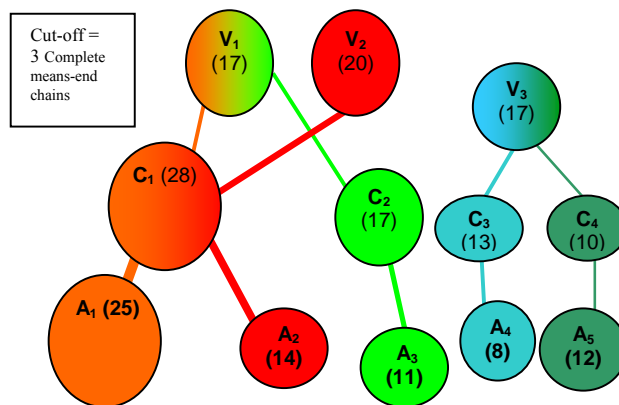 Cut-off =
3 Complete
means-end
chains
V₁
(17)
V₂
(20)
V₃
(17)
C₁ (28)
C₂
(17)
C₃
(13)
C₄
(10)
A₁ (25)
A₂
(14)
A₃
(11)
A₄
(8)
A₅
(12)